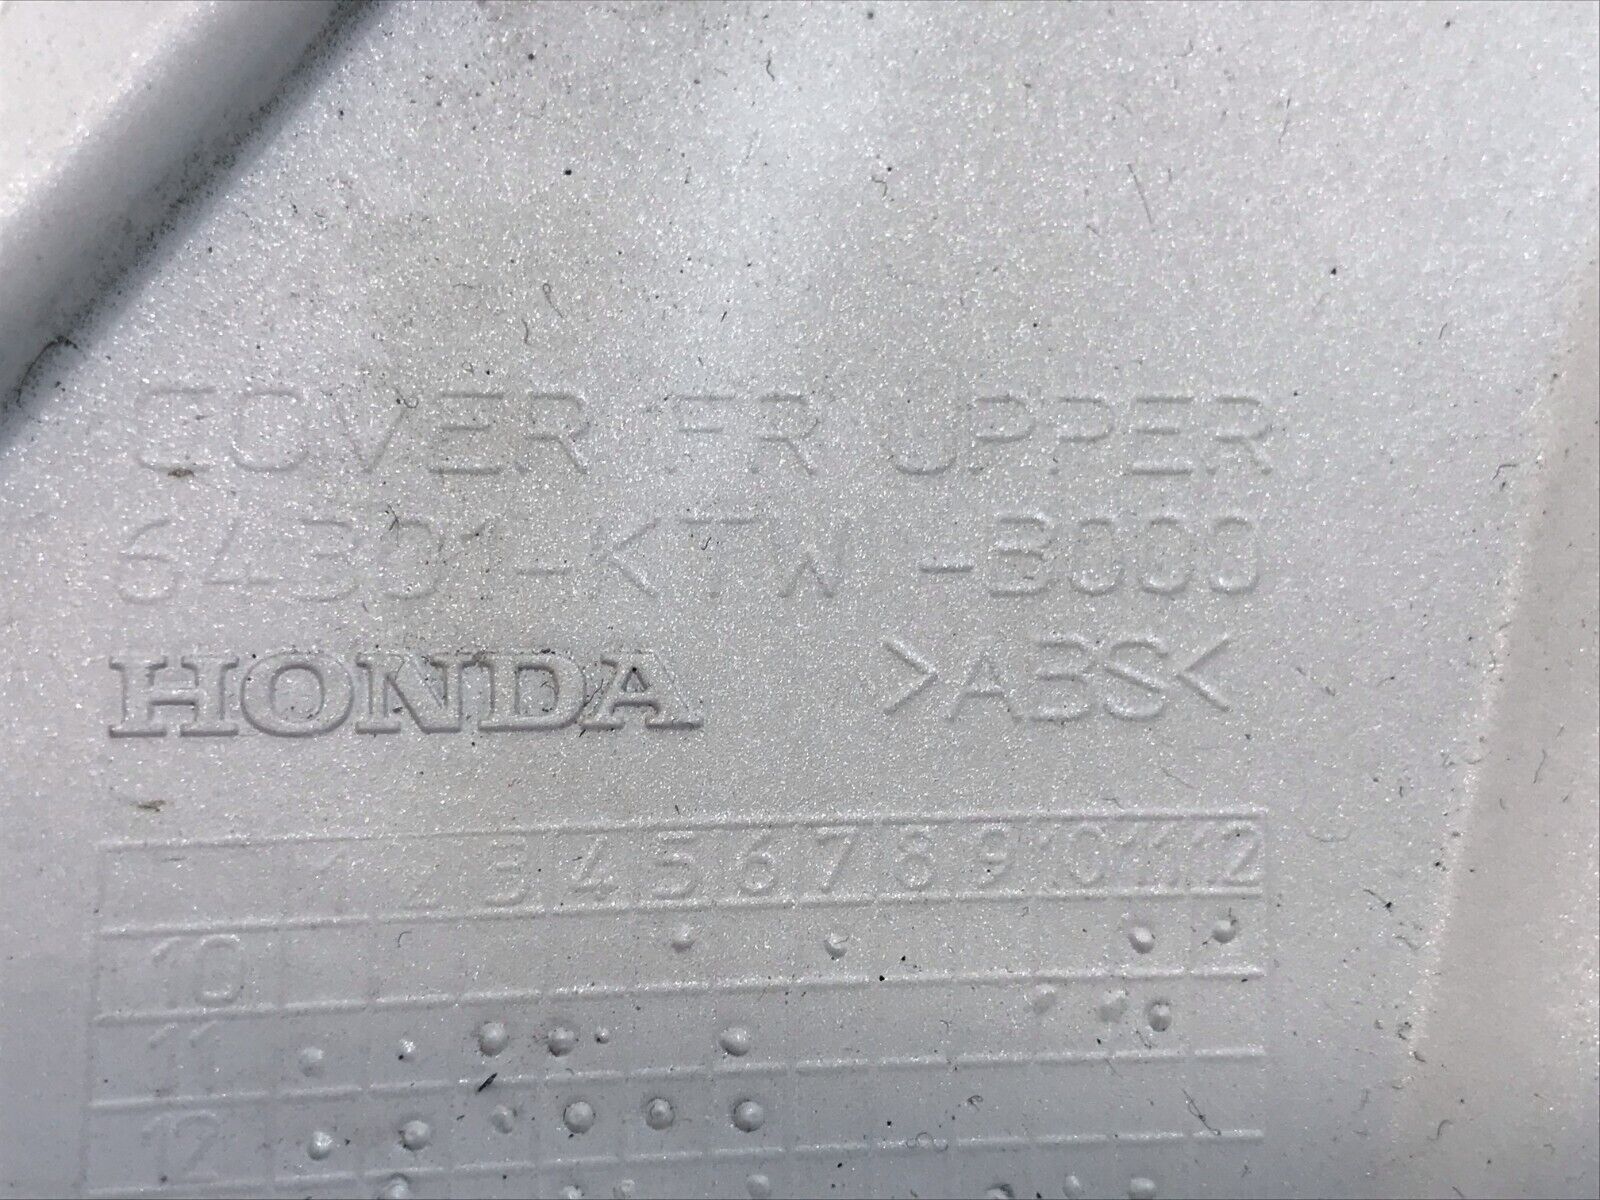 COVER FR UPPER
64301-KTW -B000
HONDA >ABS<
1 2 3 4 5 6 7 8 9 10 11 12
10
11
12